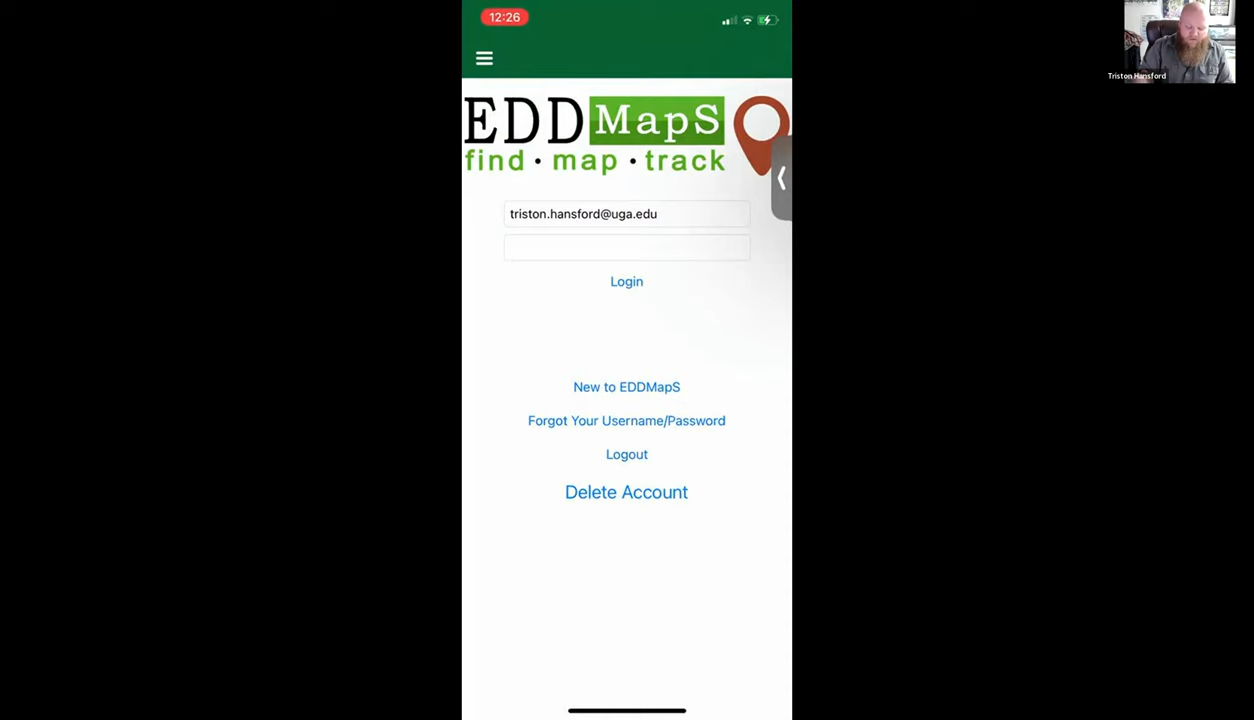 12:26
EDDMapS
find · map · track
triston.hansford@uga.edu
Login
New to EDDMapS
Forgot Your Username/Password
Logout
Delete Account
Triston Hansford